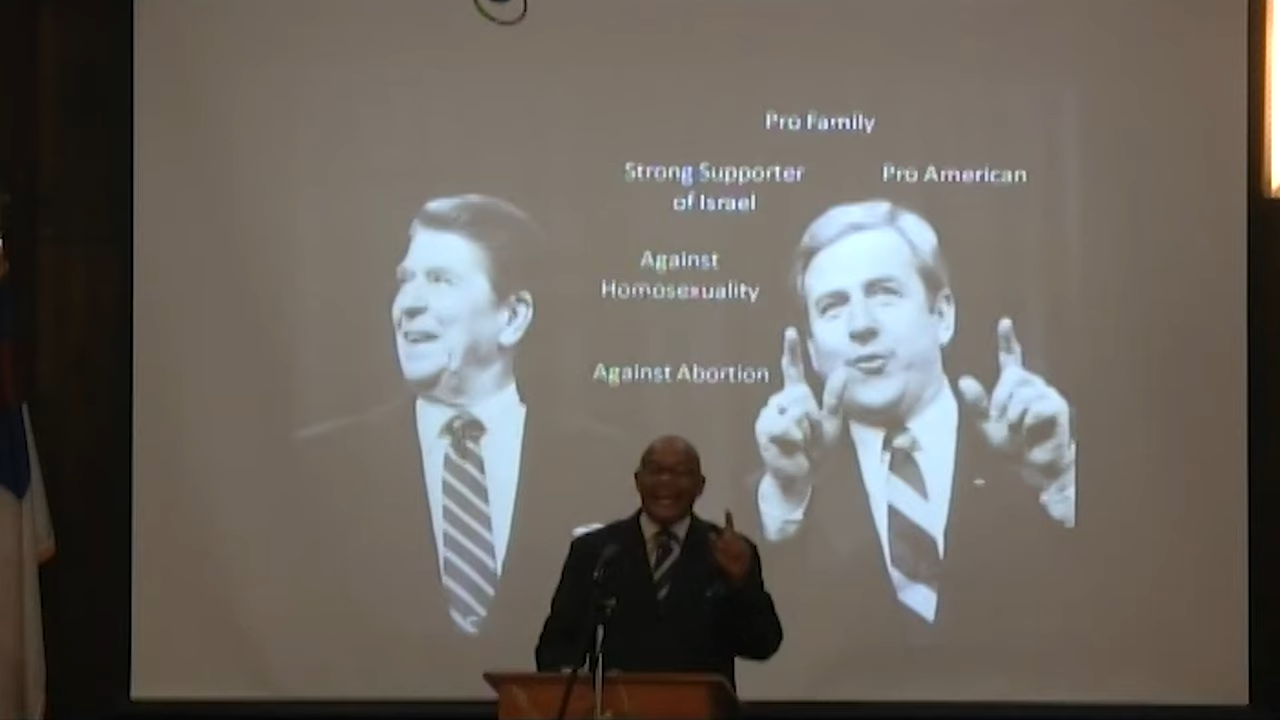 Pro Family
Strong Supporter
of Israel
Pro American
Against
Homosexuality
Against Abortion